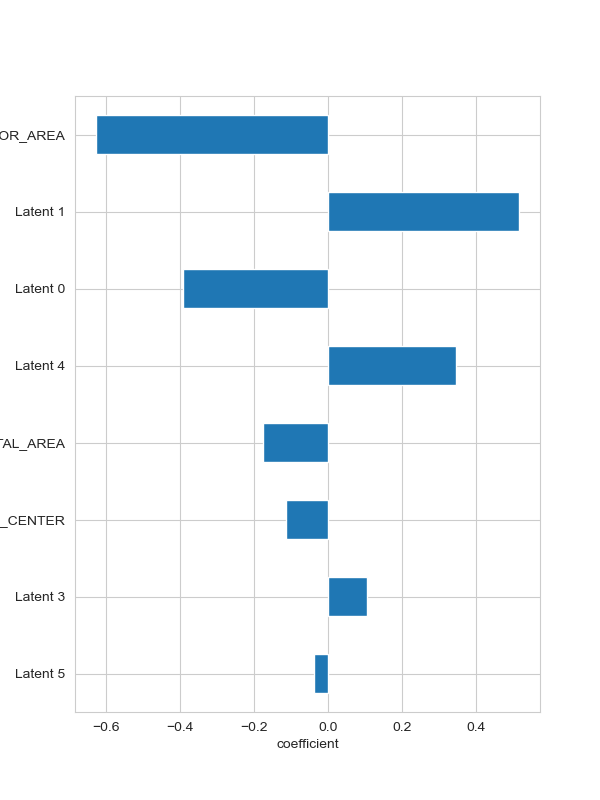 OR_AREA
Latent 1
Latent 0
Latent 4
TAL_AREA
_CENTER
Latent 3
Latent 5
−0.6 −0.4 −0.2 0.0 0.2 0.4
coefficient